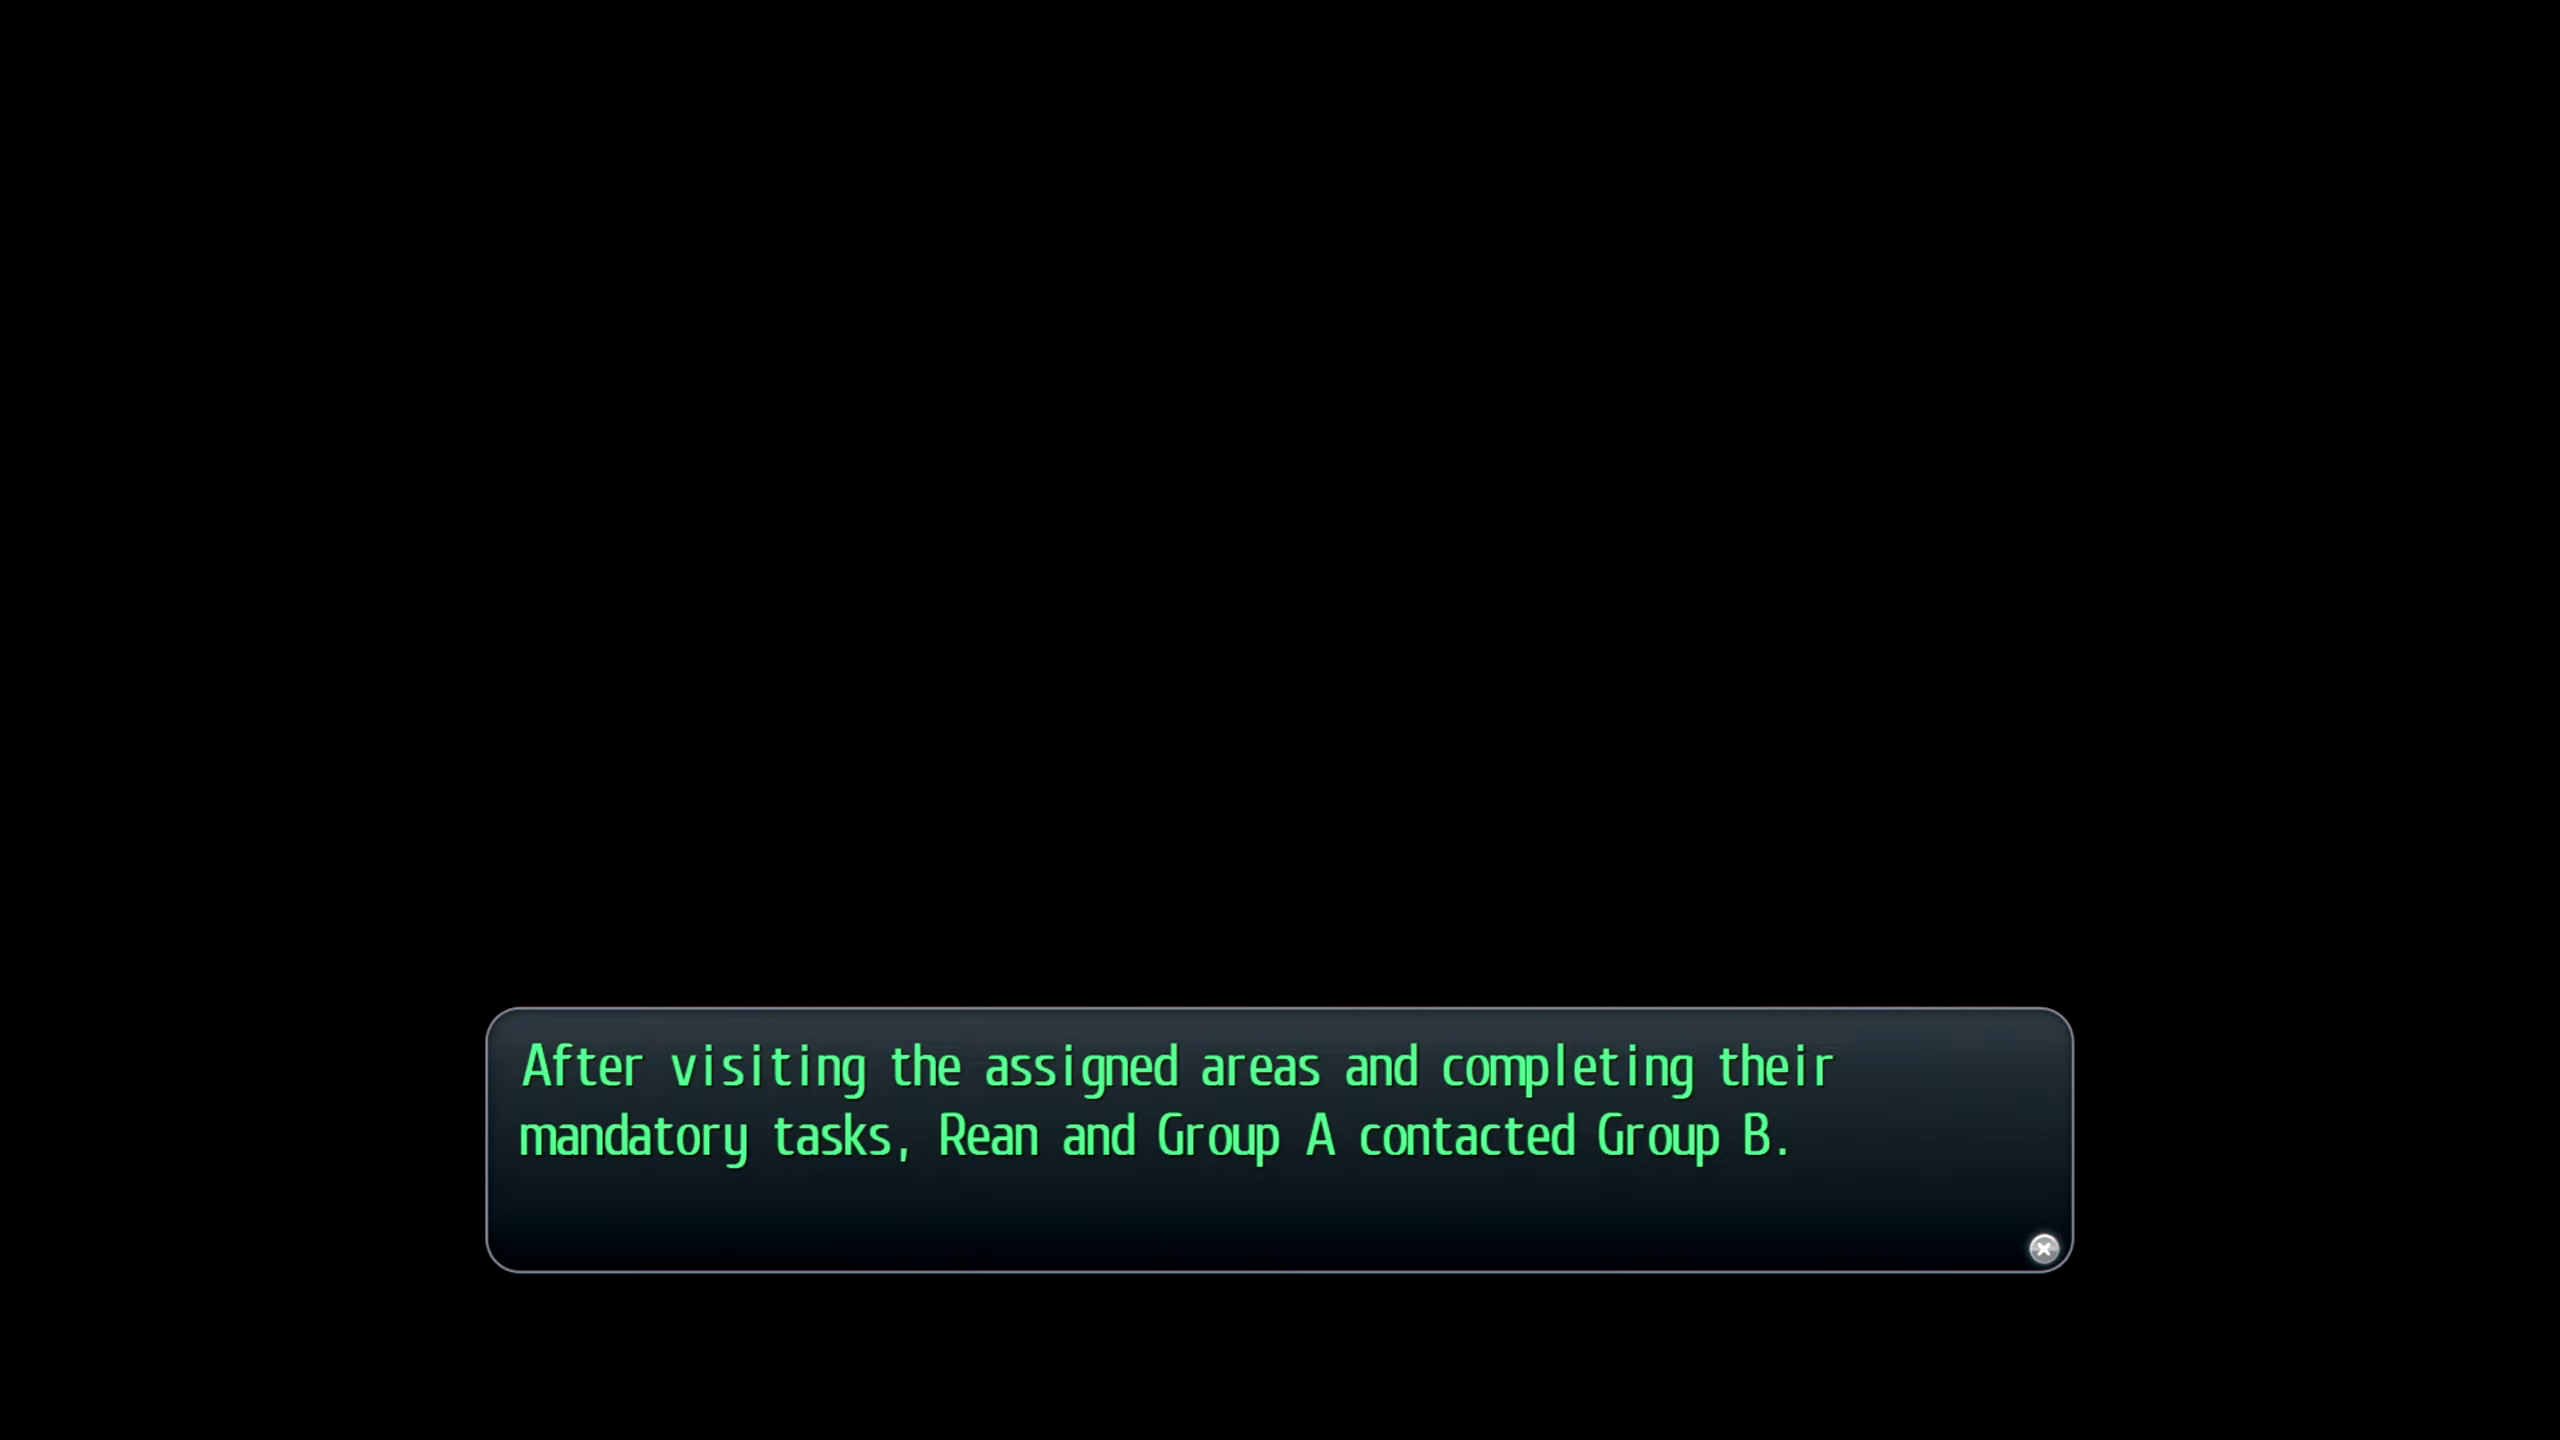 After visiting the assigned areas and completing their
mandatory tasks, Rean and Group A contacted Group B.